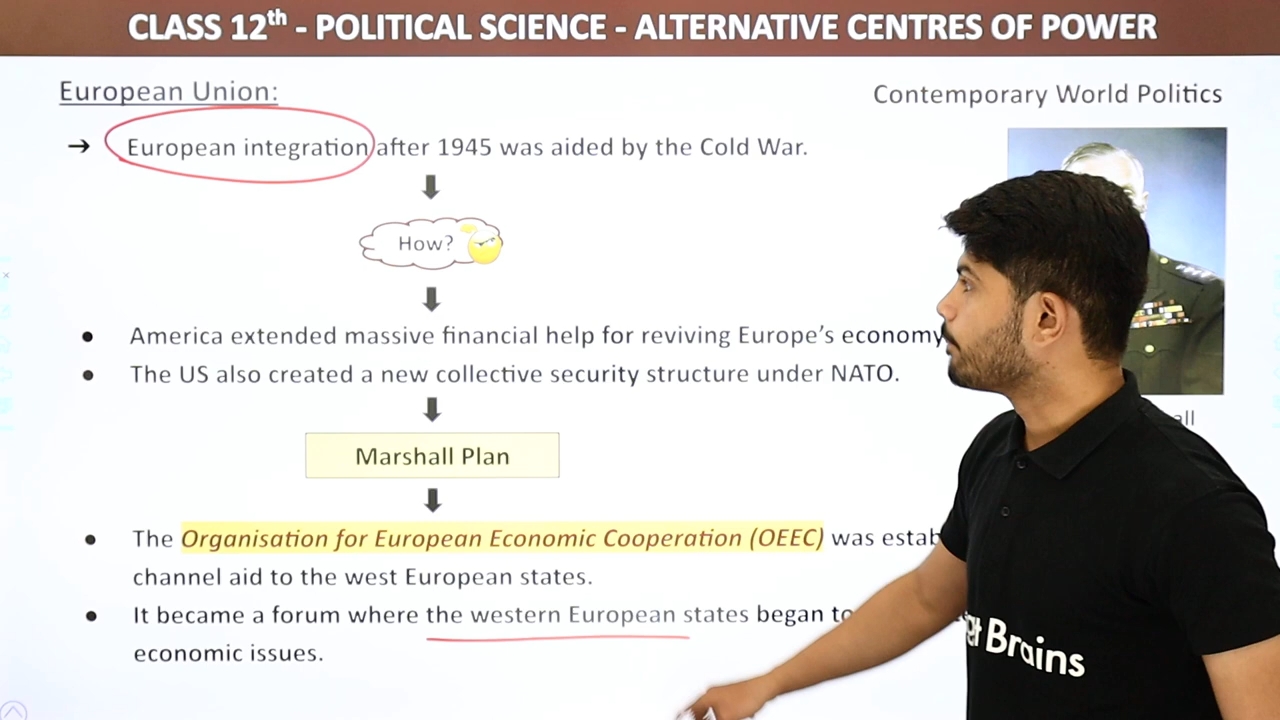 CLASS 12th - POLITICAL SCIENCE - ALTERNATIVE CENTRES OF POWER
European Union:
Contemporary World Politics
→ European integration after 1945 was aided by the Cold War.
How?
● America extended massive financial help for reviving Europe’s economy
● The US also created a new collective security structure under NATO.
Marshall Plan
● The Organisation for European Economic Cooperation (OEEC) was
channel aid to the west European states.
● It became a forum where the western European states began to
economic issues.
Brains